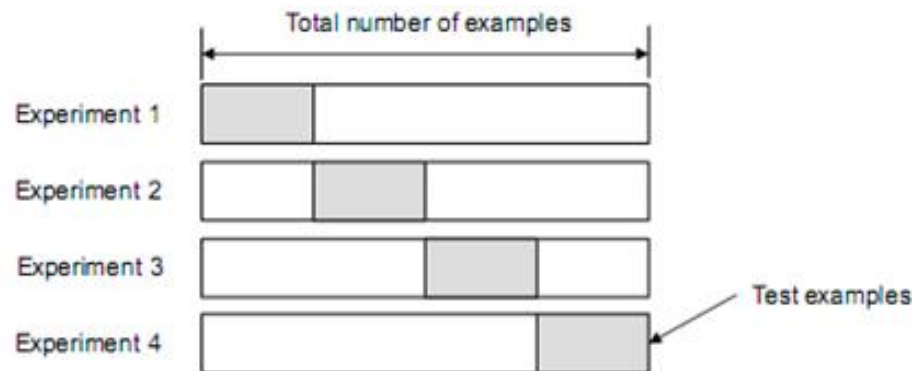 Total number of examples
Experiment 1
Experiment 2
Experiment 3
Test examples
Experiment 4